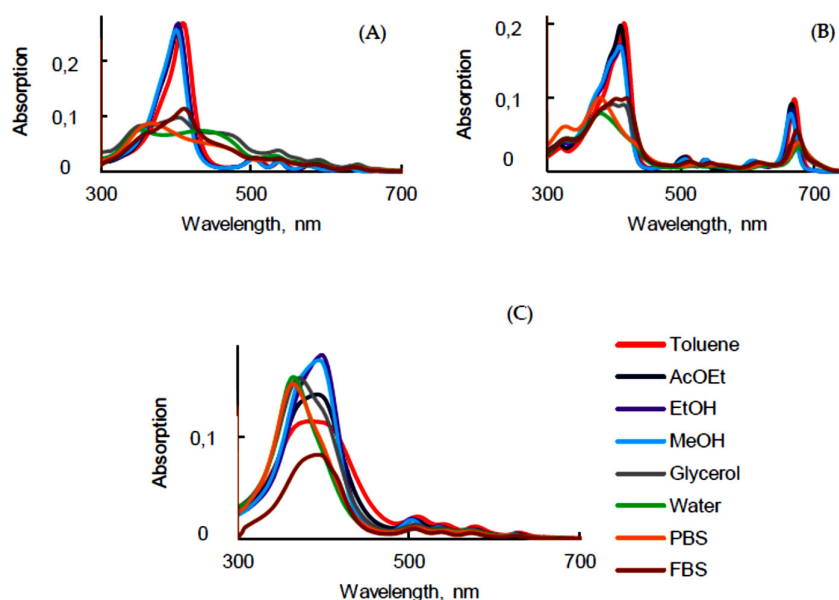 (A)
Absorption
0,2
0,1
0
300
500
700
Wavelength, nm
(B)
Absorption
0,2
0,1
0
300
500
700
Wavelength, nm
(C)
Absorption
0,1
0
300
500
700
Wavelength, nm
Toluene
AcOEt
EtOH
MeOH
Glycerol
Water
PBS
FBS